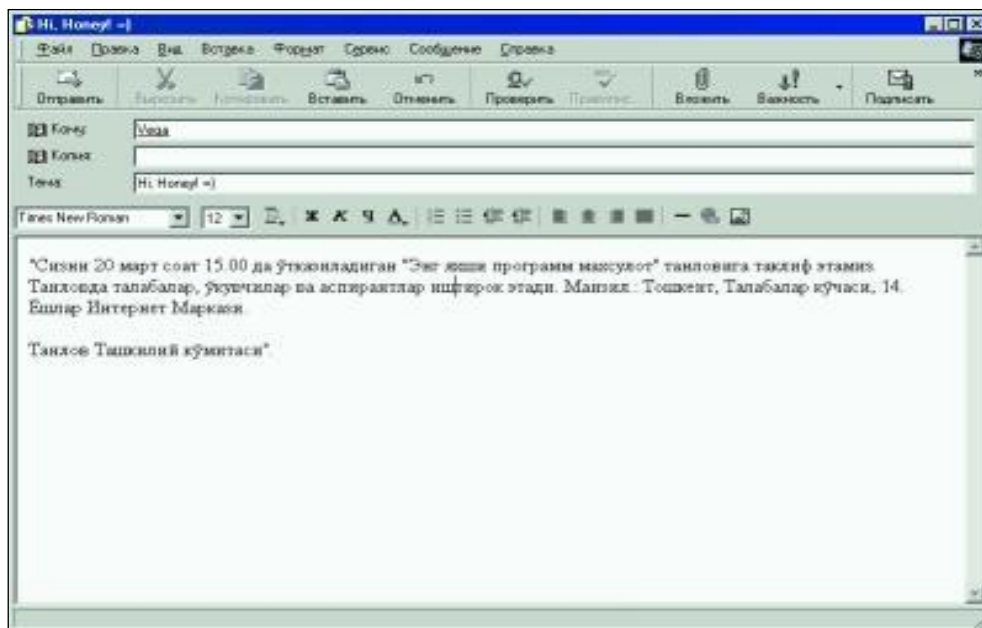 Hi, Honey! =)
Файл Правка Вид Вставка Формат Сервис Сообщение Справка
Отправить Вырезать Копировать Вставить Отменить Проверить Вложить Важность Подписать
Кому: Vega
Копия:
Тема: Hi, Honey! =)
Times New Roman 12 Ж К Ч A
"Сизни 20 март соат 15.00 да ўтказиладиган "Энг яхши программ махсулот" танловига таклиф этамиз.
Танловда талабалар, ўкувчилар ва аспирантлар иштирок этади. Манзил.: Тошкент, Талабалар кўчаси, 14.
Ёшлар Интернет Маркази.
Танлов Ташкилий кўмитаси".